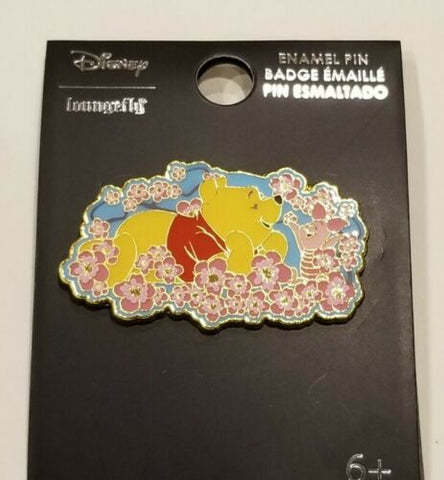 Disney
Loungefly
ENAMEL PIN
BADGE ÉMAILLÉ
PIN ESMALTADO
6+